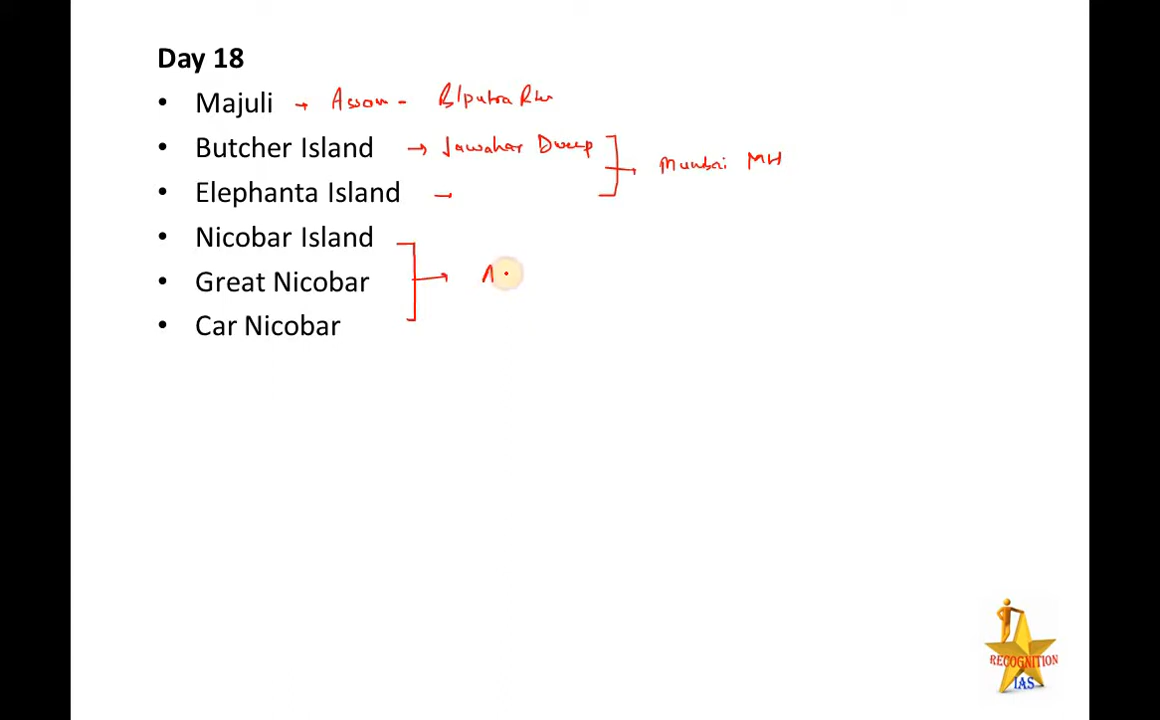 Day 18
• Majuli → Assam - B/putra Riv
• Butcher Island → Jawahar Dweep
→ Mumbai MH
• Elephanta Island –
• Nicobar Island
• Great Nicobar →
• Car Nicobar
RECOGNITION
IAS